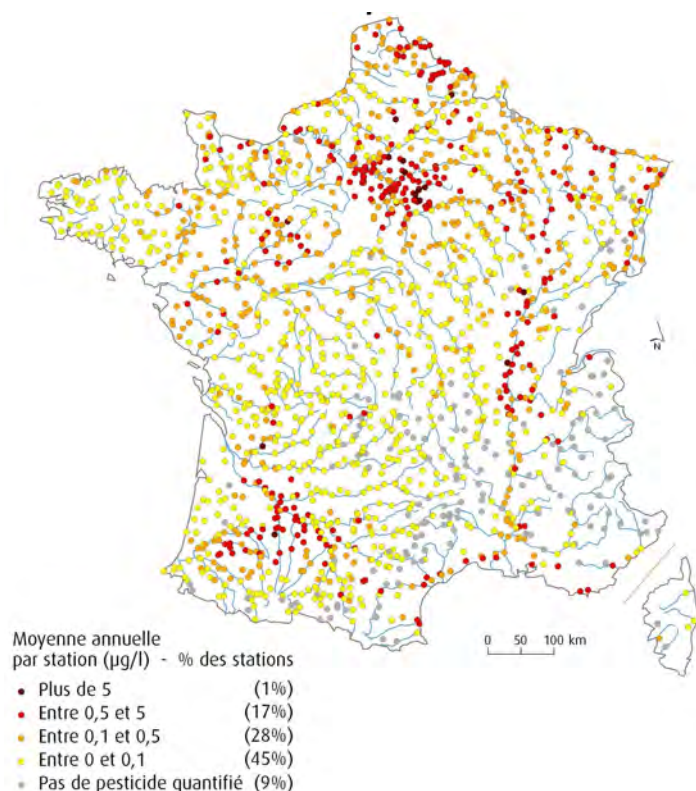 N
0 50 100 km
Moyenne annuelle
par station (µg/l) - % des stations
Plus de 5 (1%)
Entre 0,5 et 5 (17%)
Entre 0,1 et 0,5 (28%)
Entre 0 et 0,1 (45%)
Pas de pesticide quantifié (9%)